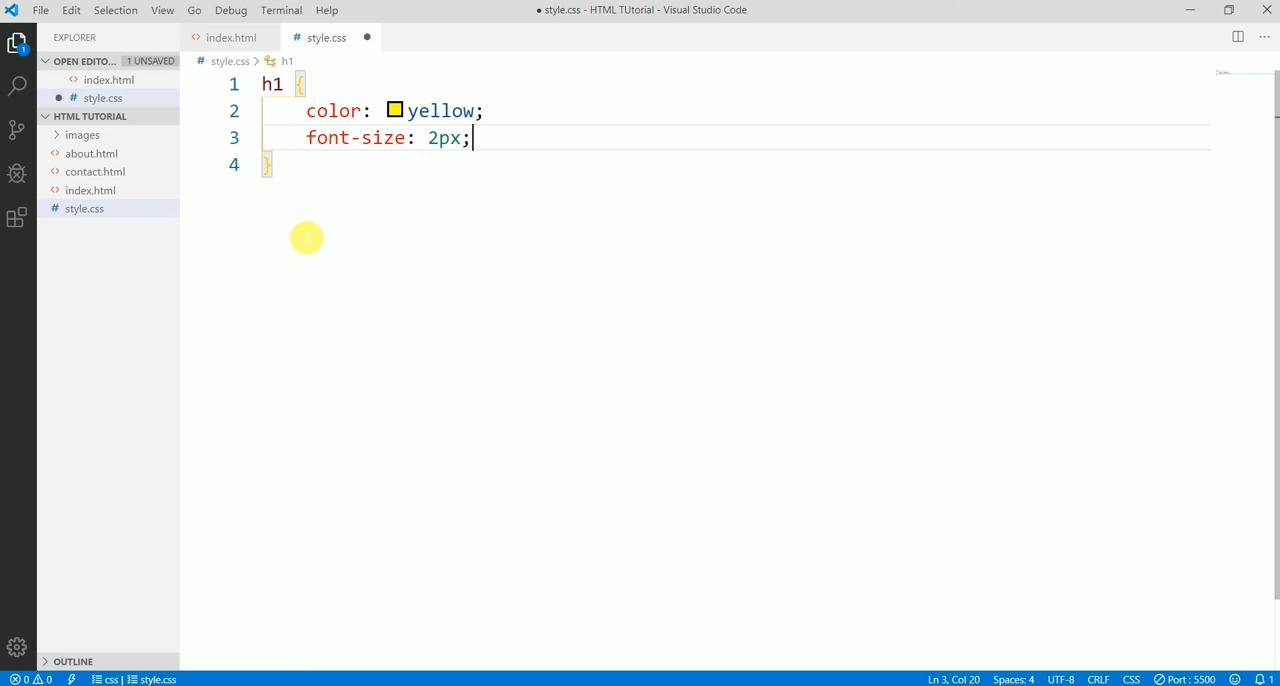 File Edit Selection View Go Debug Terminal Help
● style.css - HTML TUtorial - Visual Studio Code
EXPLORER
index.html
style.css
OPEN EDITO... 1 UNSAVED
index.html
style.css
HTML TUTORIAL
images
about.html
contact.html
index.html
style.css
OUTLINE
1
# style.css > h1
1 h1 {
2 color: yellow;
3 font-size: 2px;
4 }
0 0 css | style.css
Ln 3, Col 20 Spaces: 4 UTF-8 CRLF CSS Port : 5500 1